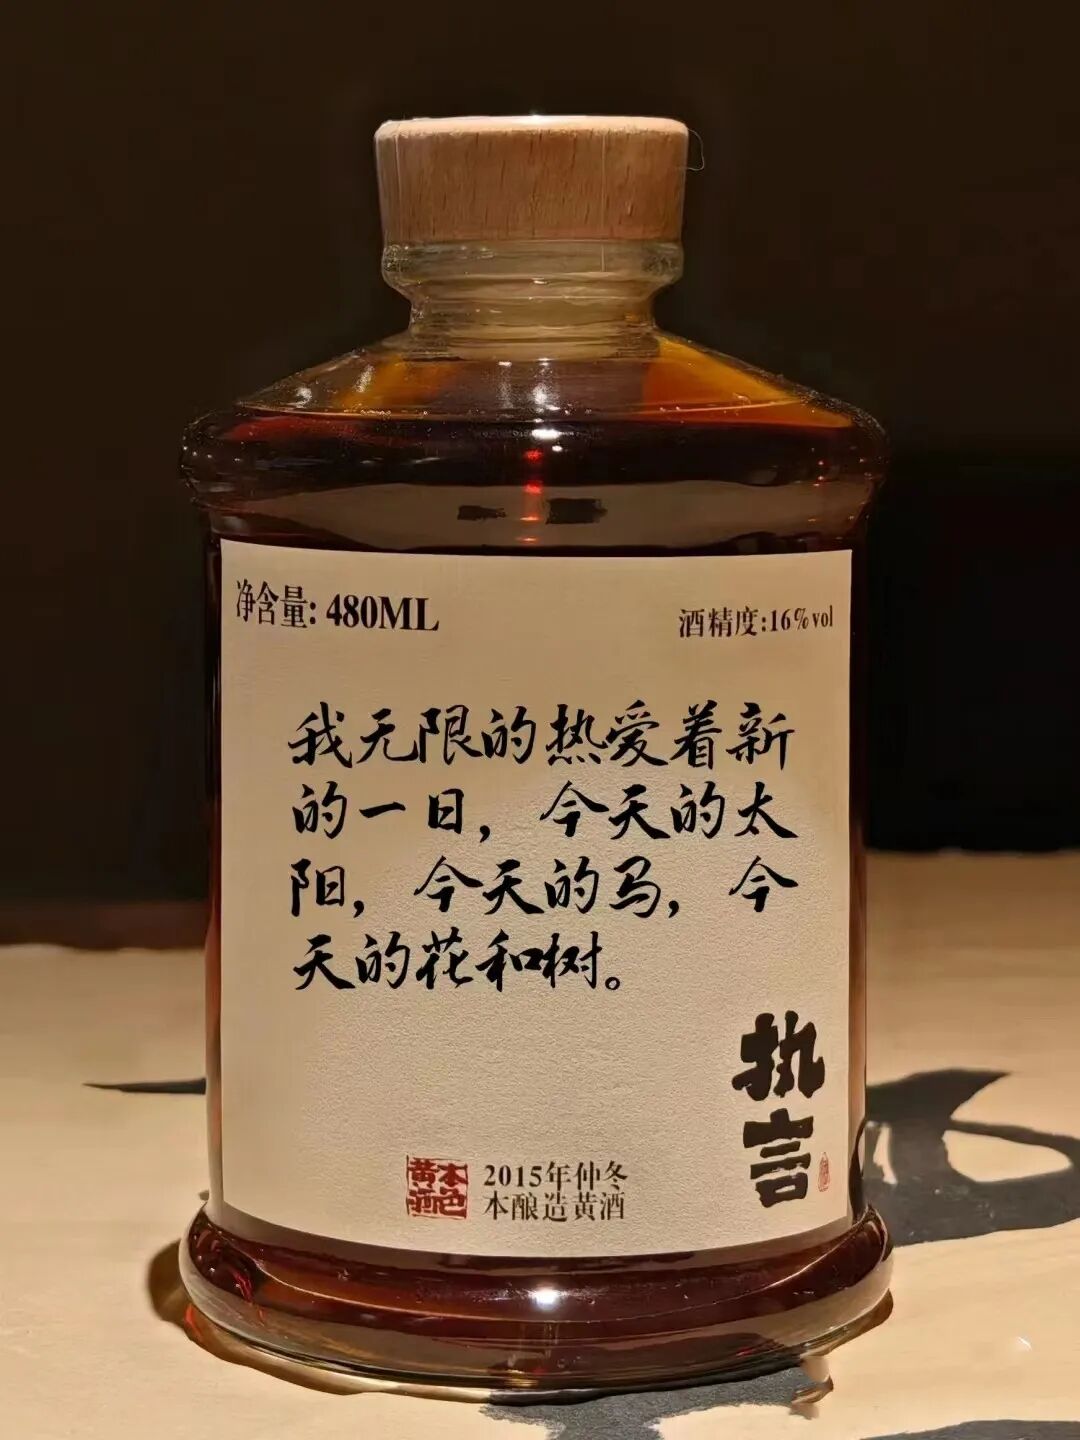 净含量: 480ML
酒精度:16%vol
我无限的热爱着新
的一日，今天的太
阳，今天的马，今
天的花和树。
执言
本色黄酒
2015年仲冬
本酿造黄酒